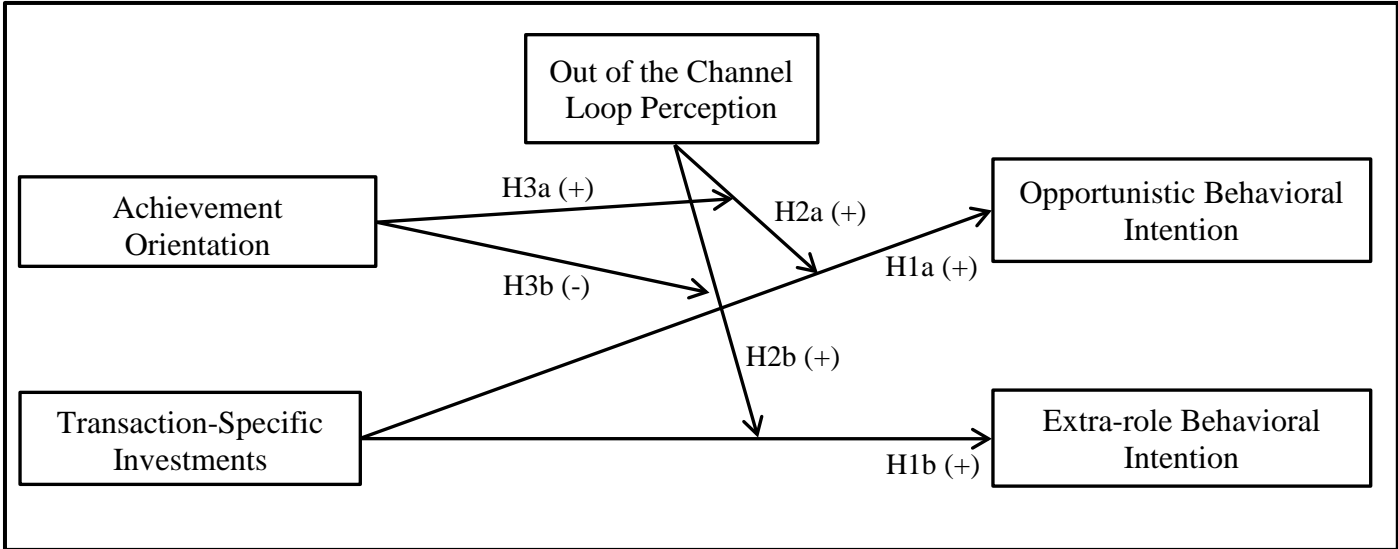 Out of the Channel
Loop Perception
Achievement
Orientation
H3a (+)
H2a (+)
Opportunistic Behavioral
Intention
H1a (+)
H3b (-)
H2b (+)
Transaction-Specific
Investments
Extra-role Behavioral
Intention
H1b (+)